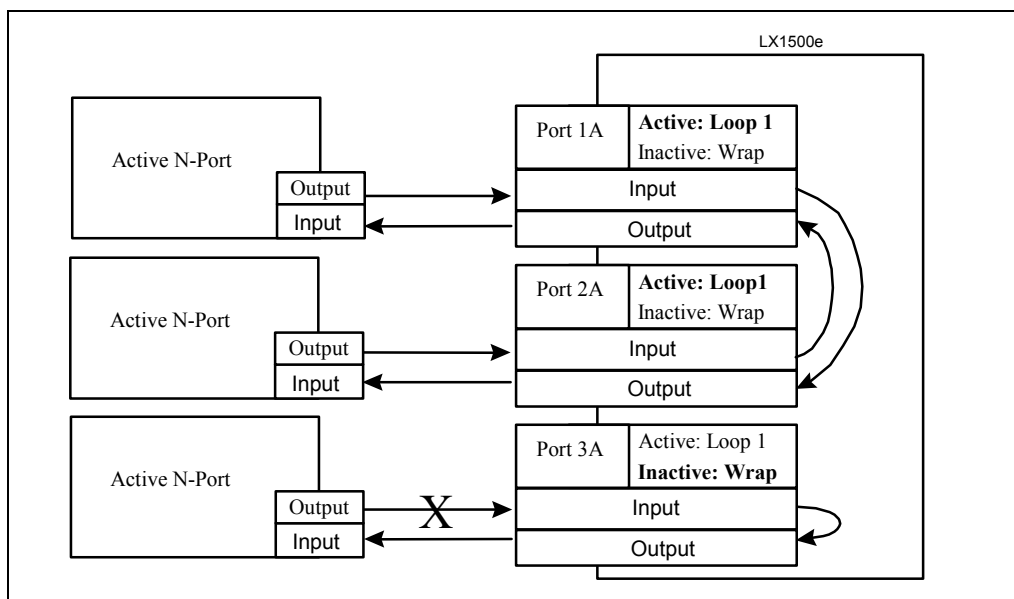 LX1500e
Active N-Port
Output
Input
Port 1A
Active: Loop 1
Inactive: Wrap
Input
Output
Active N-Port
Output
Input
Port 2A
Active: Loop1
Inactive: Wrap
Input
Output
Active N-Port
Output
Input
X
Port 3A
Active: Loop 1
Inactive: Wrap
Input
Output